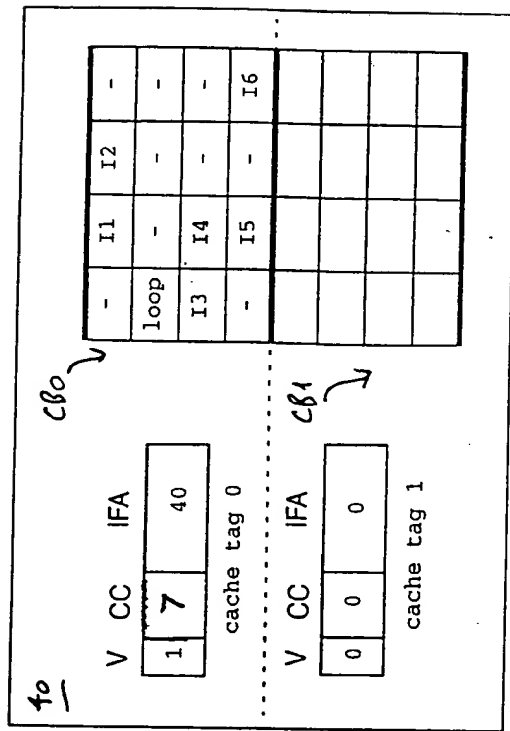 40
V CC IFA
1 7 40
cache tag 0
CB0
- I1 I2 -
loop - - -
I3 I4 - -
- I5 - I6
V CC IFA
0 0 0
cache tag 1
CB1